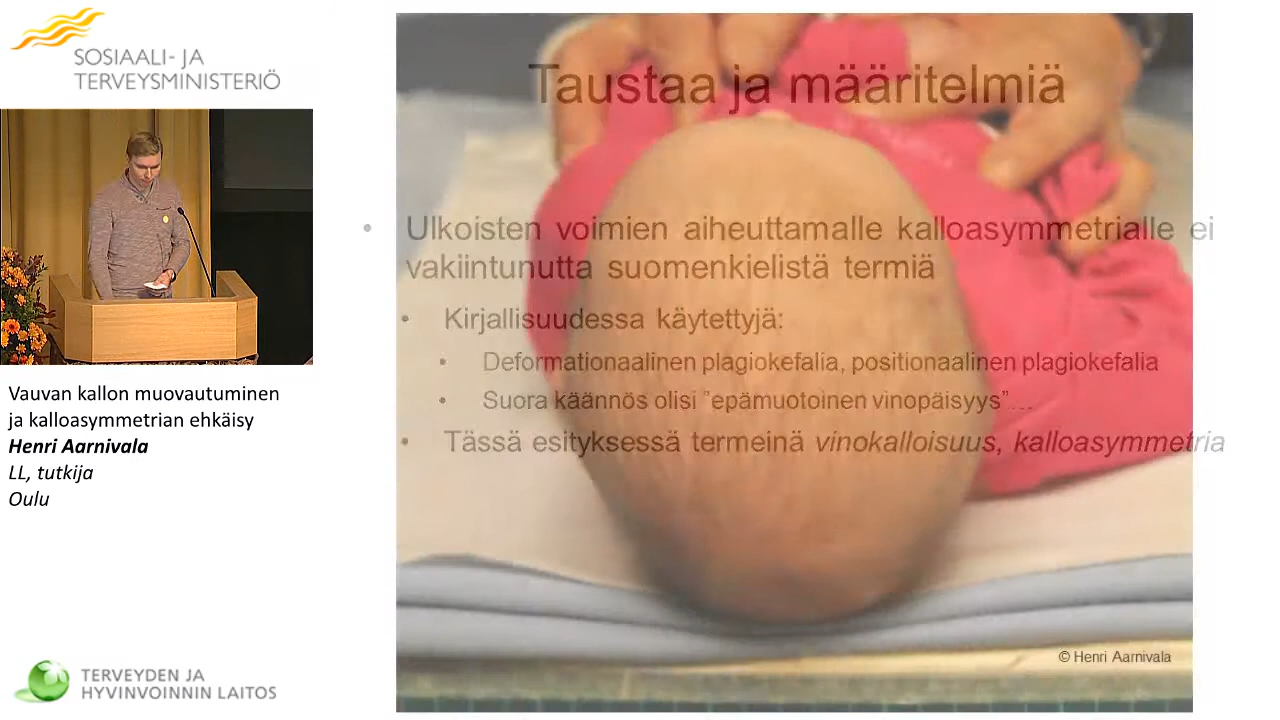 SOSIAALI- JA
TERVEYSMINISTERIÖ
Vauvan kallon muovautuminen
ja kalloasymmetrian ehkäisy
Henri Aarnivala
LL, tutkija
Oulu
TERVEYDEN JA
HYVINVOINNIN LAITOS
Taustaa ja määritelmiä
• Ulkoisten voimien aiheuttamalle kalloasymmetrialle ei
vakiintunutta suomenkielistä termiä
• Kirjallisuudessa käytettyjä:
• Deformationaalinen plagiokefalia, positionaalinen plagiokefalia
• Suora käännös olisi ”epämuotoinen vinopäisyys”…
• Tässä esityksessä termeinä vinokalloisuus, kalloasymmetria
© Henri Aarnivala